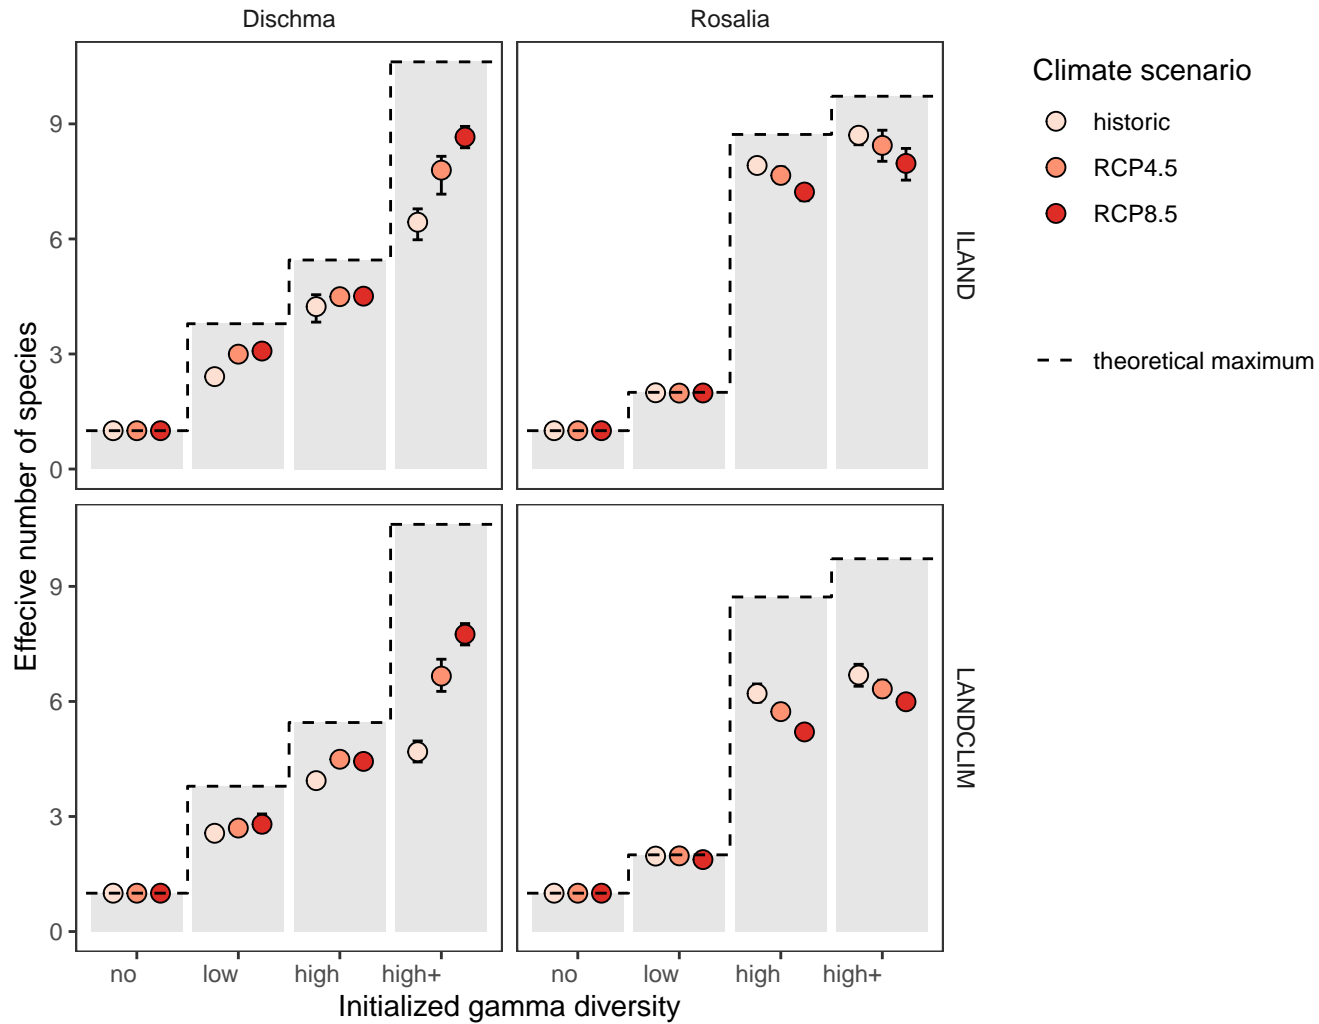 Dischma
Rosalia
Climate scenario
historic
RCP4.5
RCP8.5
theoretical maximum
Effecive number of species
9
6
3
0
ILAND
9
6
3
0
LANDCLIM
no low high high+
no low high high+
Initialized gamma diversity